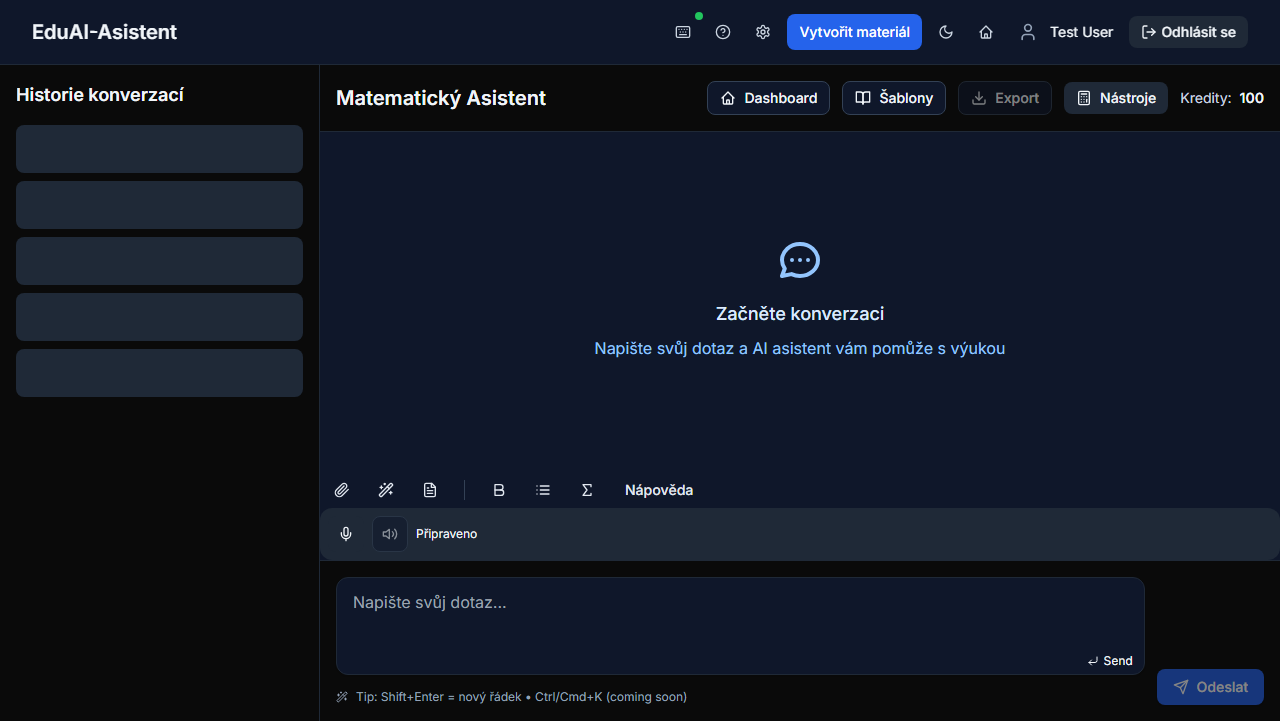 EduAI-Asistent
Vytvořit materiál
Test User
Odhlásit se
Historie konverzací
Matematický Asistent
Dashboard
Šablony
Export
Nástroje
Kredity: 100
Začněte konverzaci
Napište svůj dotaz a AI asistent vám pomůže s výukou
B
Σ
Nápověda
Připraveno
Napište svůj dotaz...
Send
Tip: Shift+Enter = nový řádek • Ctrl/Cmd+K (coming soon)
Odeslat